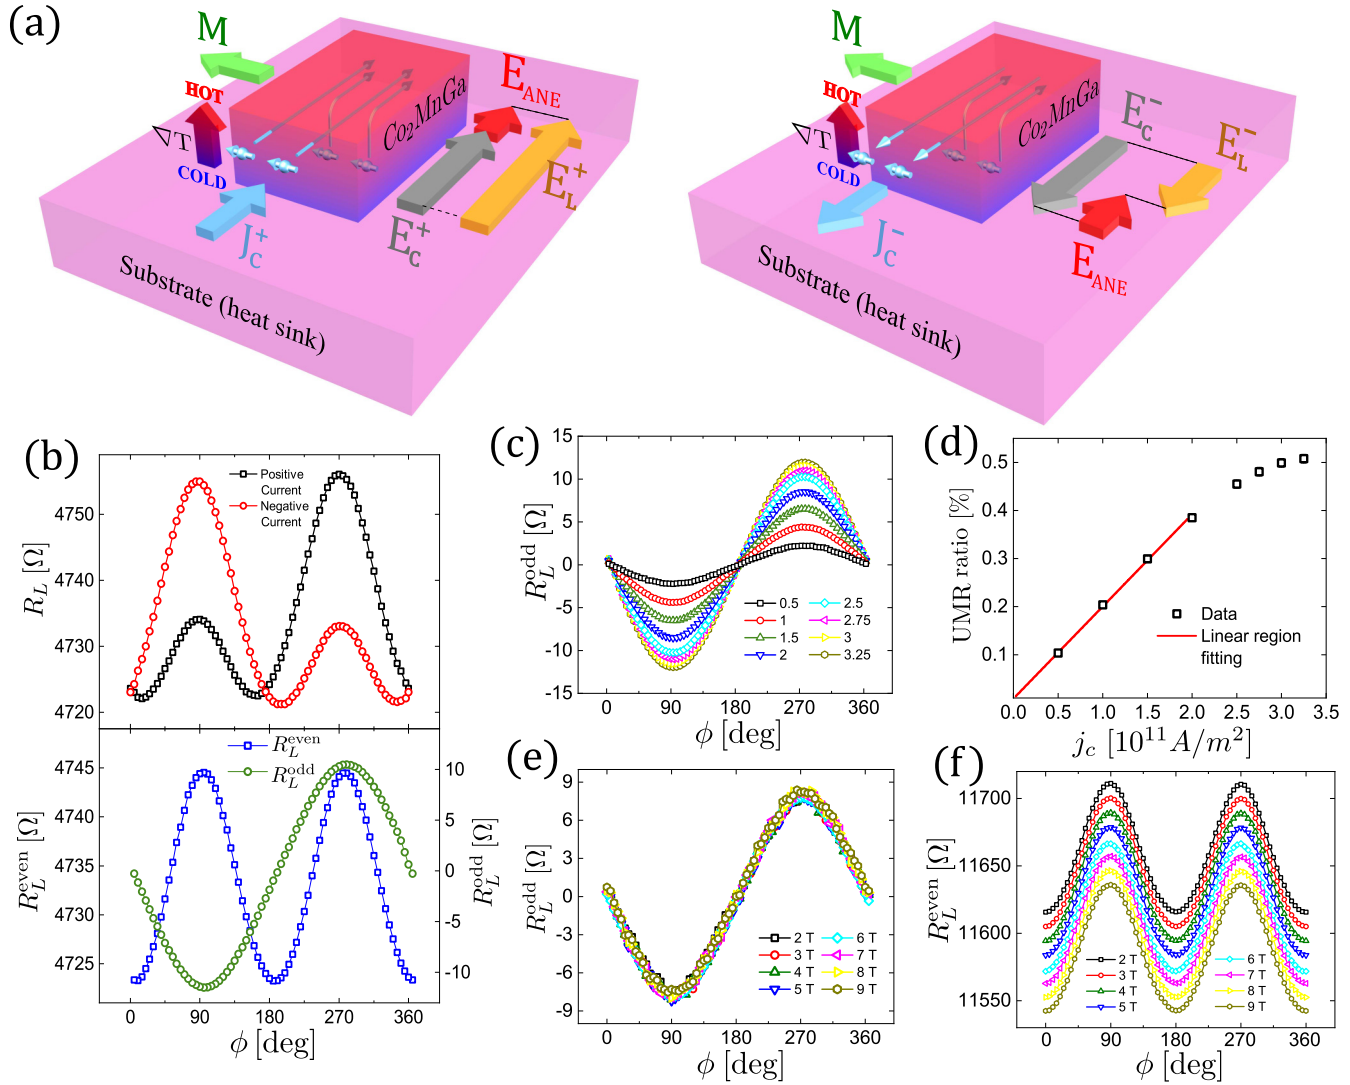 (a)
M
HOT
∇T
COLD
Co₂MnGa
E_ANE
E_C^+
E_L^+
J_C^+
Substrate (heat sink)
M
HOT
∇T
COLD
Co₂MnGa
E_C^-
E_L^-
E_ANE
J_C^-
Substrate (heat sink)
(b)
R_L [Ω]
4750
4740
4730
4720
Positive
Current
Negative
Current
R_L^even
R_L^odd
R_L^even [Ω]
4745
4735
4730
4725
R_L^odd [Ω]
10
5
0
-5
-10
0 90 180 270 360
ϕ [deg]
(c)
R_L^odd [Ω]
15
10
5
0
-5
-10
-15
0.5 2.5
1 2.75
1.5 3
2 3.25
0 90 180 270 360
ϕ [deg]
(d)
UMR ratio [%]
0.5
0.4
0.3
0.2
0.1
Data
Linear region
fitting
0.0 0.5 1.0 1.5 2.0 2.5 3.0 3.5
j_c [10^11 A/m^2]
(e)
R_L^odd [Ω]
9
6
3
0
-3
-6
-9
2 T 6 T
3 T 7 T
4 T 8 T
5 T 9 T
0 90 180 270 360
ϕ [deg]
(f)
R_L^even [Ω]
11700
11650
11600
11550
2 T 6 T
3 T 7 T
4 T 8 T
5 T 9 T
0 90 180 270 360
ϕ [deg]